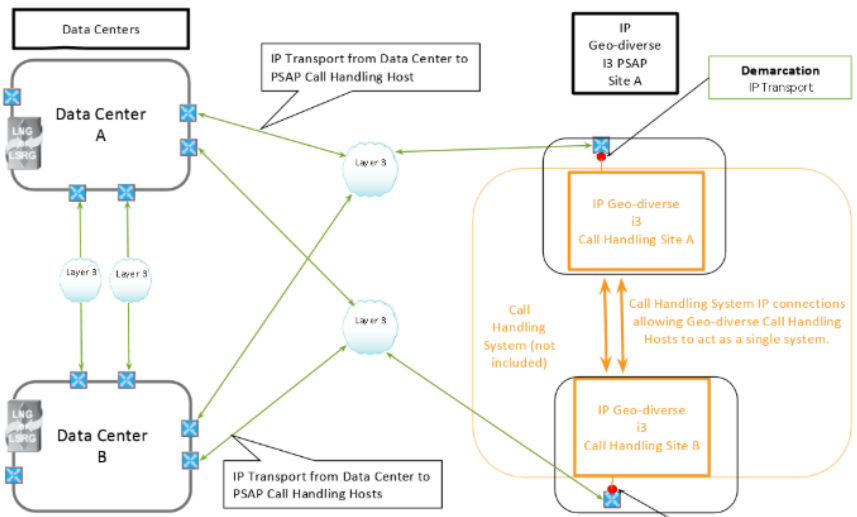 Data Centers
IP
Geo-diverse
I3 PSAP
Site A
IP Transport from Data Center to
PSAP Call Handling Host
Demarcation
IP Transport
Data Center
A
LNG
LSRG
Layer 3
IP Geo-diverse
i3
Call Handling Site A
Layer 3
Layer 3
Layer 3
Call
Handling
System (not
included)
Call Handling System IP connections
allowing Geo-diverse Call Handling
Hosts to act as a single system.
Data Center
B
LNG
LSRG
IP Geo-diverse
i3
Call Handling Site B
IP Transport from Data Center to
PSAP Call Handling Hosts